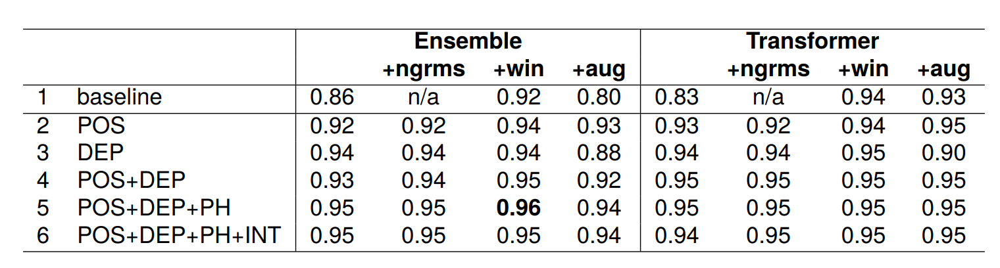 Ensemble Transformer
+ngrms +win +aug +ngrms +win +aug
1 baseline 0.86 n/a 0.92 0.80 0.83 n/a 0.94 0.93
2 POS 0.92 0.92 0.94 0.93 0.93 0.92 0.94 0.95
3 DEP 0.94 0.94 0.94 0.88 0.94 0.94 0.95 0.90
4 POS+DEP 0.93 0.94 0.95 0.92 0.95 0.95 0.95 0.95
5 POS+DEP+PH 0.95 0.95 0.96 0.94 0.95 0.95 0.95 0.95
6 POS+DEP+PH+INT 0.95 0.95 0.95 0.94 0.94 0.95 0.95 0.95